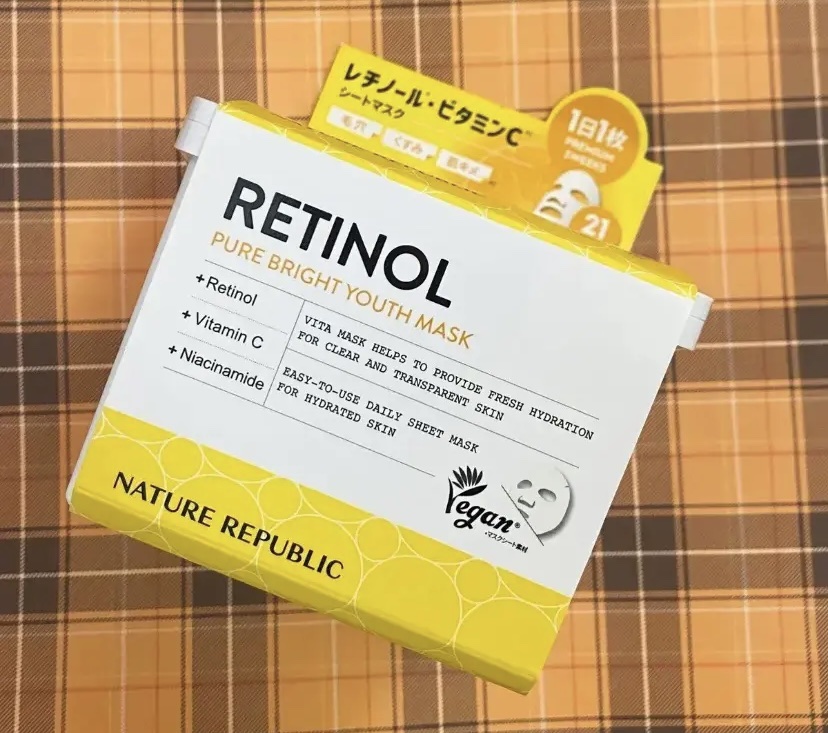 レチノール・ビタミンC
シートマスク
毛穴 くすみ 肌キメ
1日1枚
PREMIUM
3WEEKS
21
RETINOL
PURE BRIGHT YOUTH MASK
+Retinol
+ Vitamin C
+ Niacinamide
VITA MASK HELPS TO PROVIDE FRESH HYDRATION
FOR CLEAR AND TRANSPARENT SKIN
EASY-TO-USE DAILY SHEET MASK
FOR HYDRATED SKIN
Vegan®
・マスクシート素材
NATURE REPUBLIC